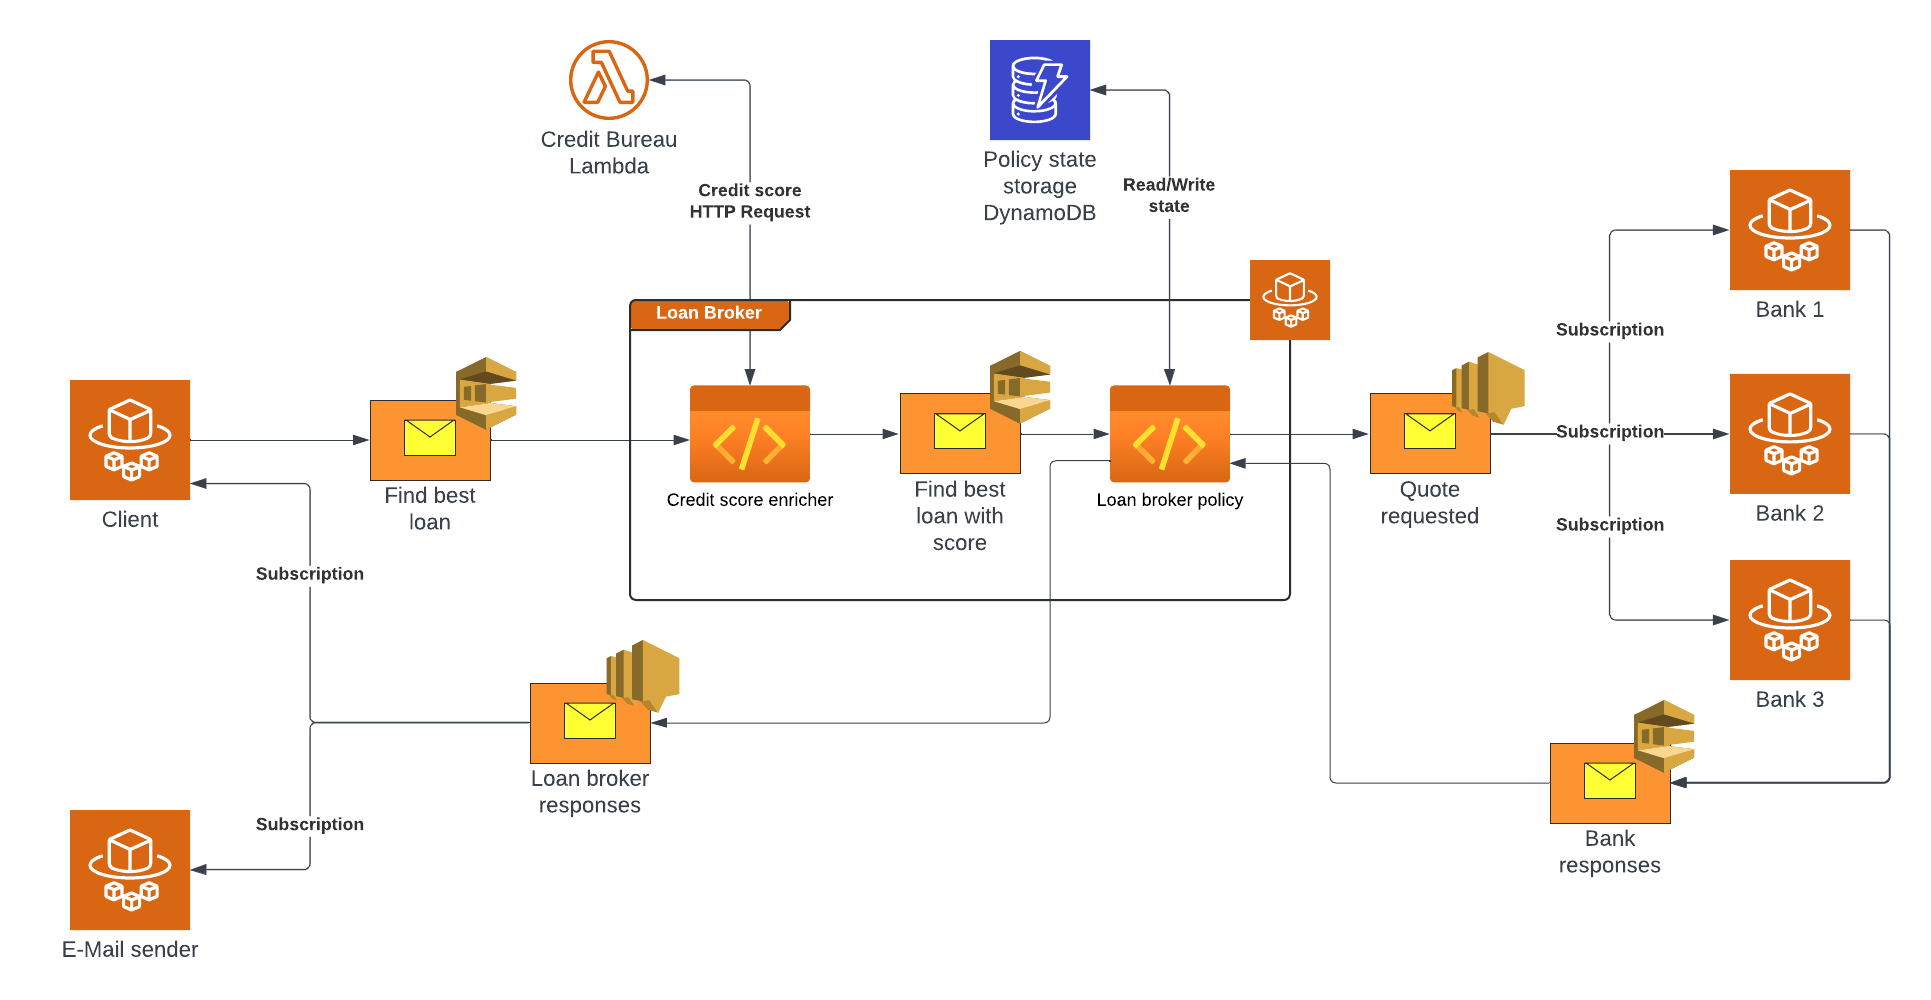 Credit Bureau
Lambda
Credit score
HTTP Request
Policy state
storage
DynamoDB
Read/Write
state
Loan Broker
Client
Find best
loan
Credit score enricher
Find best
loan with
score
Loan broker policy
Quote
requested
Subscription
Subscription
Subscription
Bank 1
Bank 2
Bank 3
Subscription
Loan broker
responses
Subscription
E-Mail sender
Bank
responses